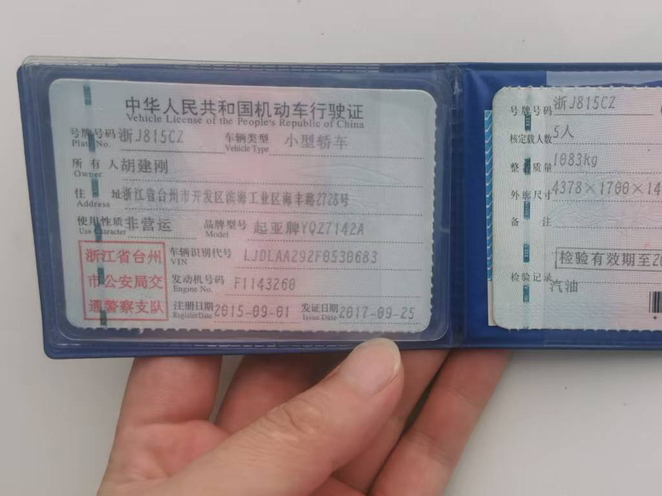 中华人民共和国机动车行驶证
Vehicle License of the People's Republic of China
号牌号码 浙J815CZ 车辆类型 小型轿车
Plate No. Vehicle Type
所有人 胡建刚
Owner
住址 浙江省台州市开发区滨海工业区海丰路2728号
Address
使用性质 非营运 品牌型号 起亚牌YQZ7142A
Use Character Model
浙江省台州
市公安局交
通警察支队
车辆识别代号 LJDLAA292F0530683
VIN
发动机号码 F1143260
Engine No.
注册日期 2015-09-01 发证日期 2017-09-25
Register Date Issue Date
号牌号码 浙J815CZ
核定载人数 5人
整 质量 1083kg
外廓尺寸 4378×1700×14
备注
检验有效期至2
检验记录
汽油